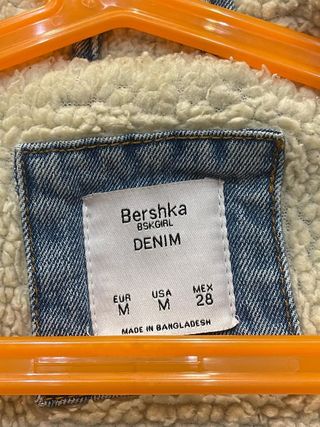 Bershka
BSKGIRL
DENIM
EUR USA MEX
M M 28
MADE IN BANGLADESH